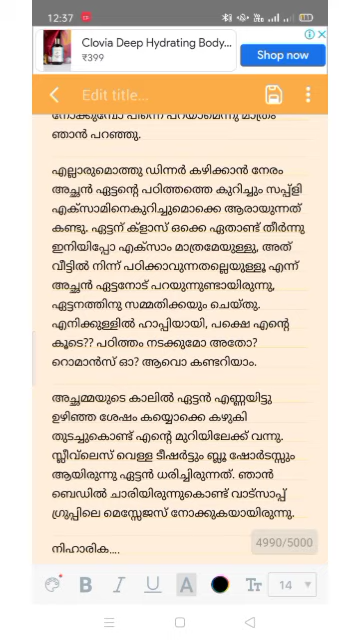 12:37
Clovia Deep Hydrating Body...
₹399
Shop now
Edit title...
നോക്കുമ്പോ പിന്നെ പറയാമെന്നു മാത്രം
ഞാൻ പറഞ്ഞു.
എല്ലാരുമൊത്തു ഡിന്നർ കഴിക്കാൻ നേരം
അച്ഛൻ ഏട്ടന്റെ പഠിത്തത്തെ കുറിച്ചും സപ്പ്ളി
എക്സാമിനെകുറിച്ചുമൊക്കെ ആരായുന്നത്
കണ്ടു. ഏട്ടന് ക്‌ളാസ് ഒക്കെ ഏതാണ്ട് തീർന്നു
ഇനിയിപ്പോ എക്‌സാം മാത്രമേയുള്ളൂ, അത്
വീട്ടിൽ നിന്ന് പഠിക്കാവുന്നതല്ലെയുള്ളൂ എന്ന്
അച്ഛൻ ഏട്ടനോട് പറയുന്നുണ്ടായിരുന്നു,
ഏട്ടനത്തിനു സമ്മതിക്കയും ചെയ്തു.
എനിക്കുള്ളിൽ ഹാപ്പിയായി, പക്ഷെ എന്റെ
കൂടെ?? പഠിത്തം നടക്കുമോ അതോ?
റൊമാൻസ് ഓ? ആവൊ കണ്ടറിയാം.
അച്ഛമ്മയുടെ കാലിൽ ഏട്ടൻ എണ്ണയിട്ടു
ഉഴിഞ്ഞ ശേഷം കയ്യൊക്കെ കഴുകി
തുടച്ചുകൊണ്ട് എന്റെ മുറിയിലേക്ക് വന്നു.
സ്ലീവ്‌ലെസ് വെള്ള ടീഷർട്ടും ബ്ലൂ ഷോർടസ്സും
ആയിരുന്നു ഏട്ടൻ ധരിച്ചിരുന്നത്. ഞാൻ
ബെഡിൽ ചാരിയിരുന്നുകൊണ്ട് വാട്സാപ്പ്
ഗ്രുപ്പിലെ മെസ്സേജസ് നോക്കുകയായിരുന്നു.
4990/5000
നിഹാരിക....
B I U A Tт 14